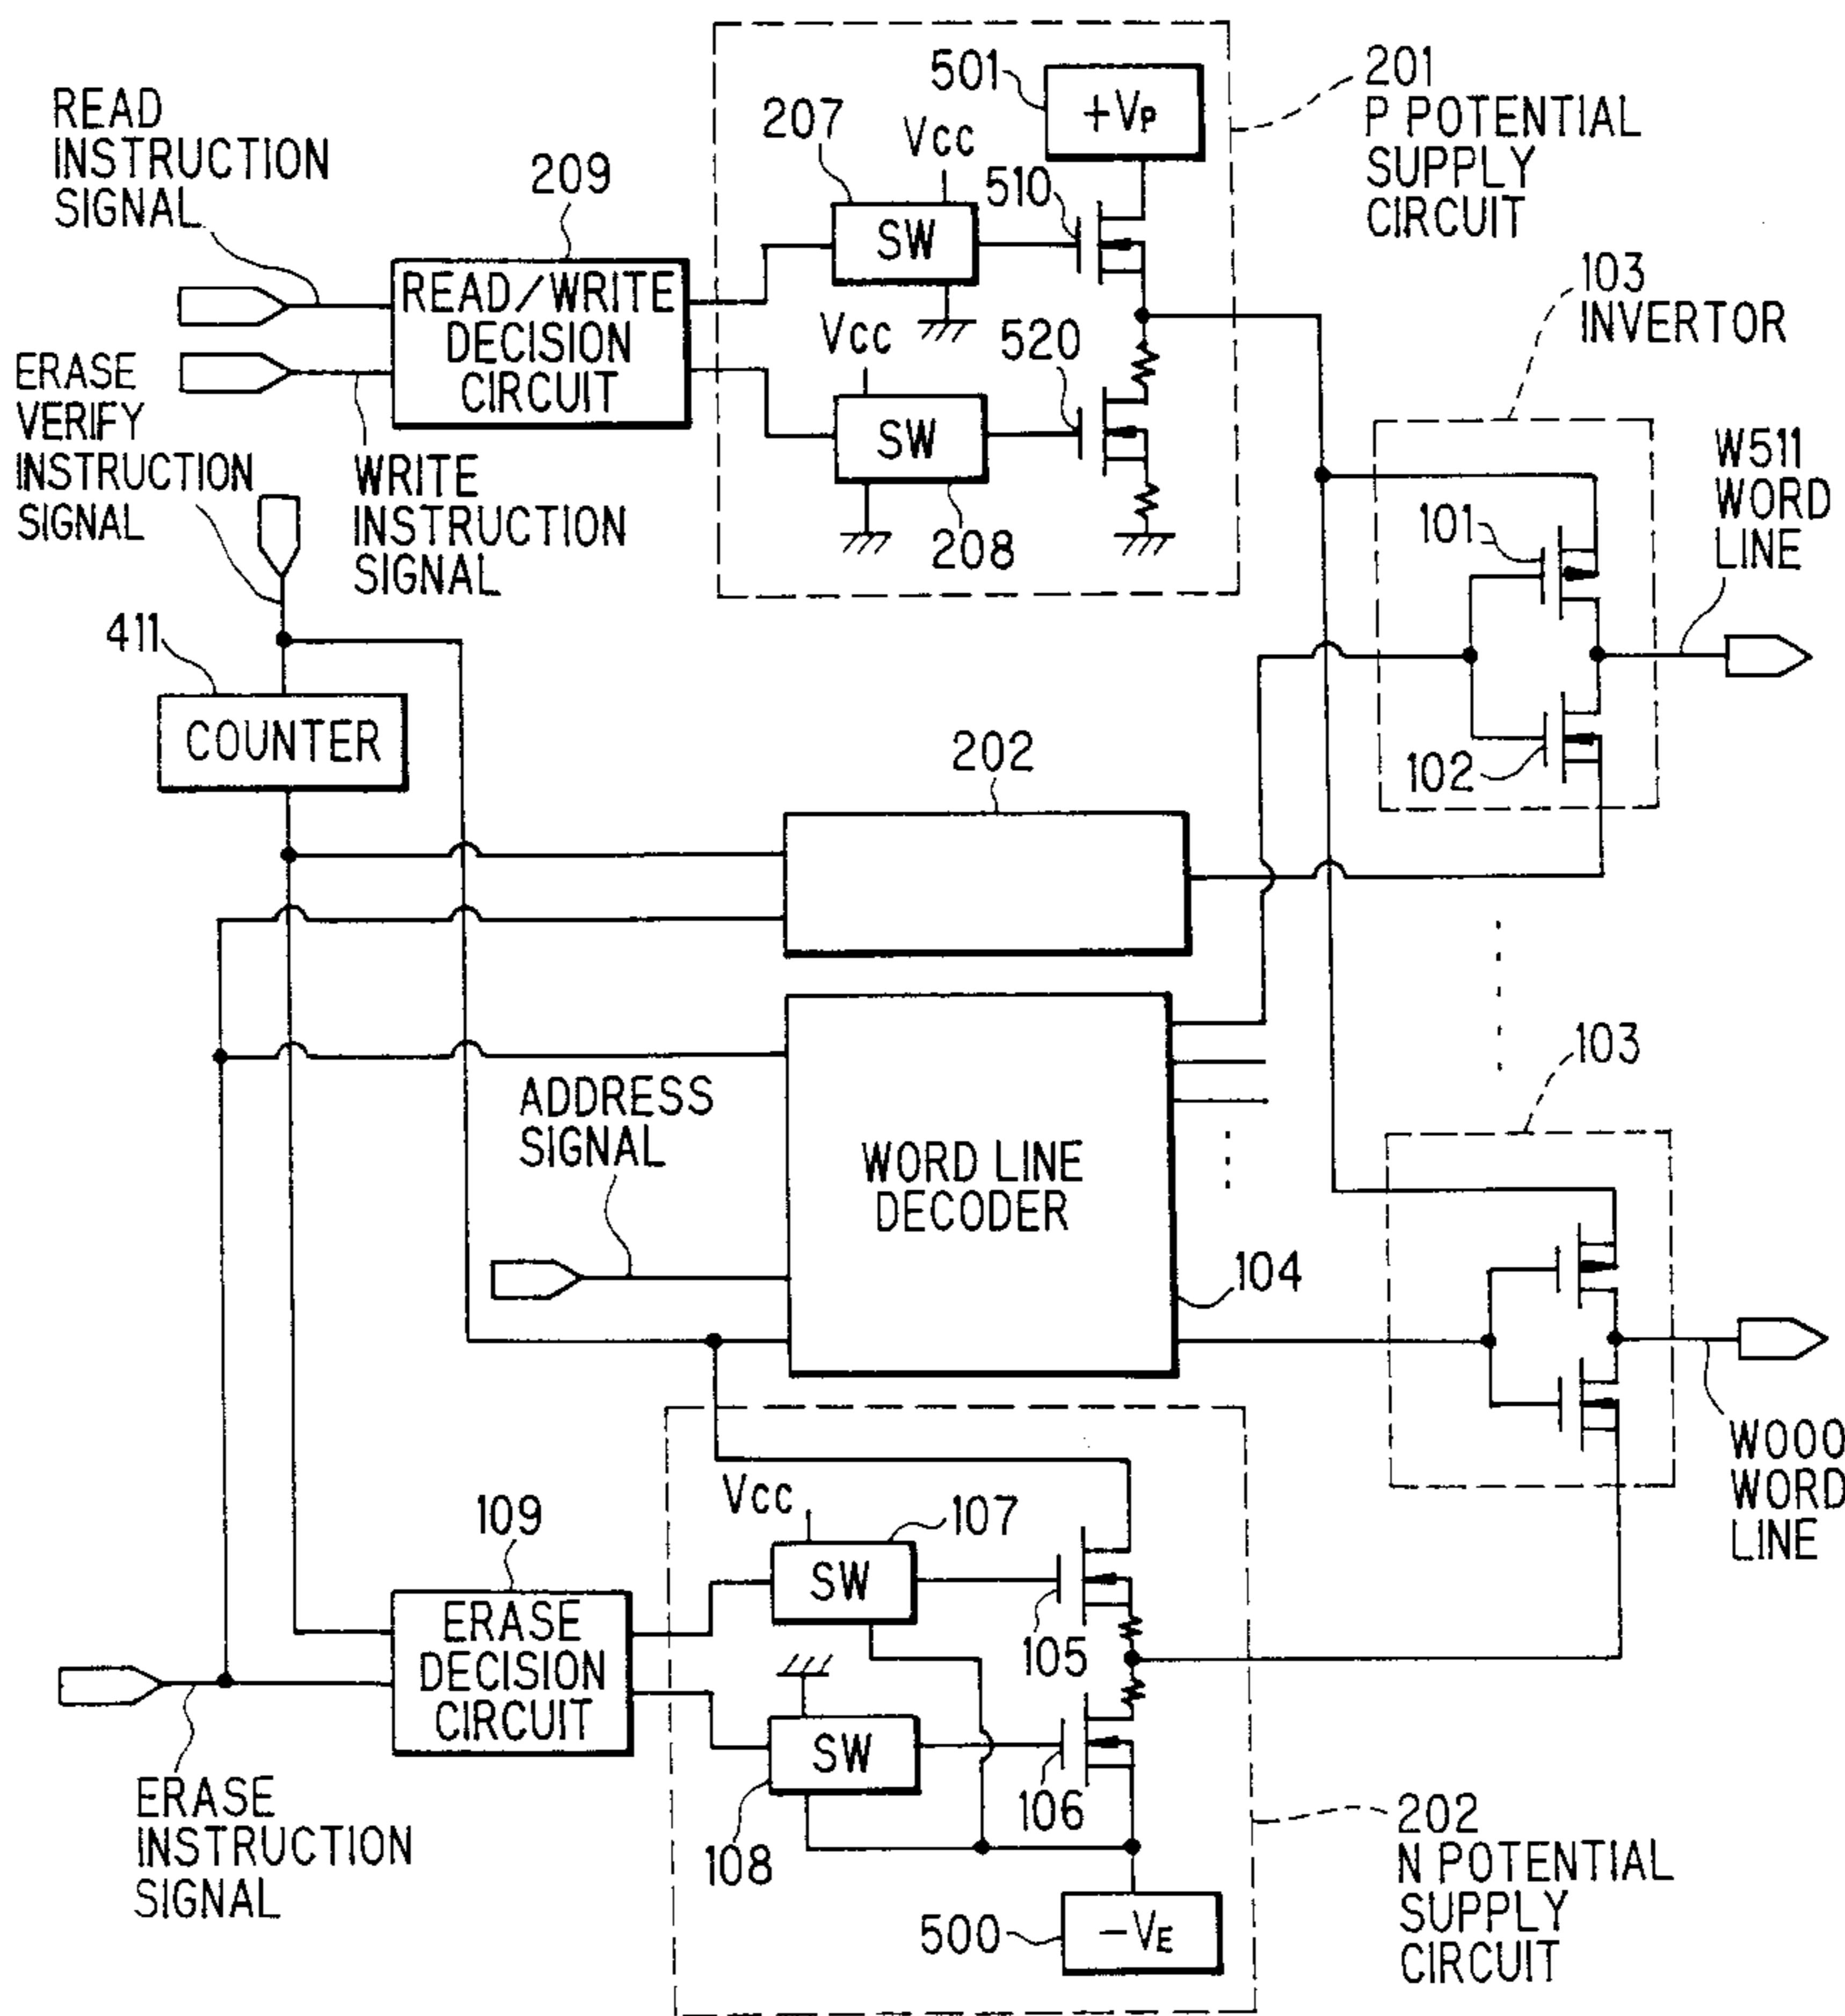 READ
INSTRUCTION
SIGNAL
209
207
Vcc
501
+VP
510
201
P POTENTIAL
SUPPLY
CIRCUIT
SW
READ/WRITE
DECISION
CIRCUIT
Vcc
520
SW
208
103
INVERTOR
ERASE
VERIFY
INSTRUCTION
SIGNAL
WRITE
INSTRUCTION
SIGNAL
101
102
W511
WORD
LINE
411
COUNTER
202
103
ADDRESS
SIGNAL
WORD LINE
DECODER
104
W000
WORD
LINE
109
ERASE
DECISION
CIRCUIT
Vcc
107
SW
105
SW
106
108
ERASE
INSTRUCTION
SIGNAL
500
-VE
202
N POTENTIAL
SUPPLY
CIRCUIT